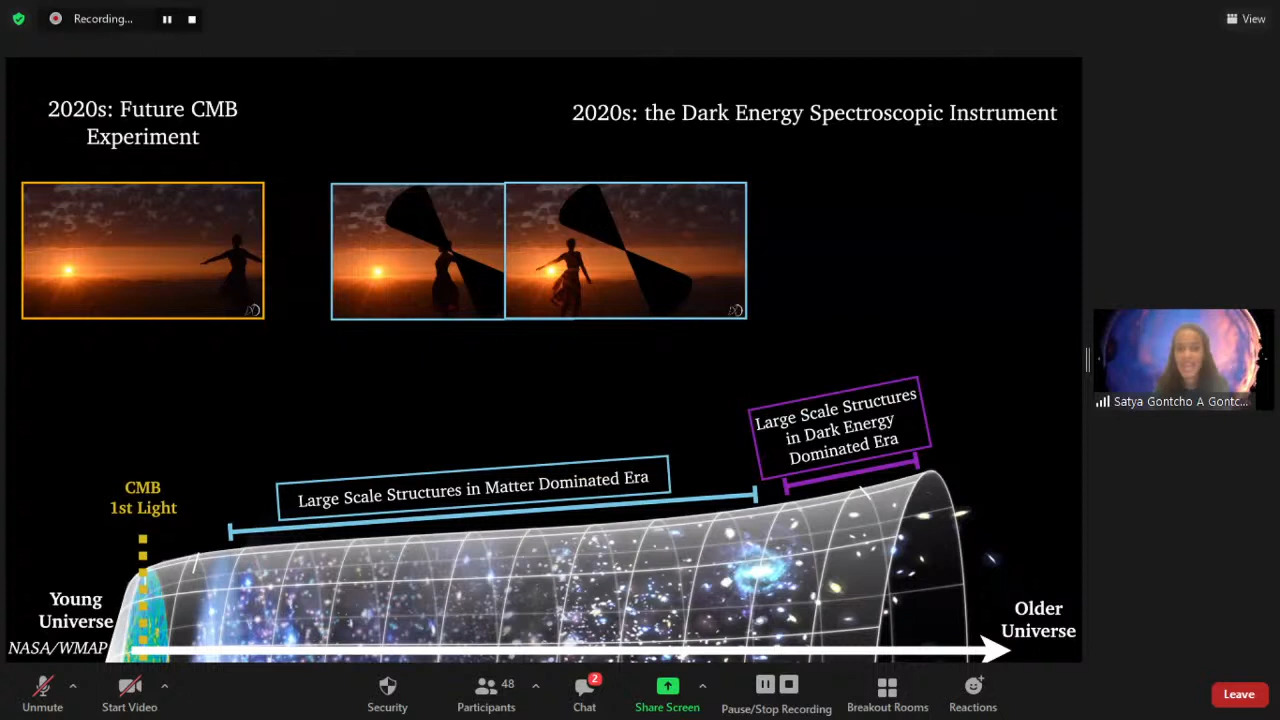 Recording...
View
2020s: Future CMB
Experiment
2020s: the Dark Energy Spectroscopic Instrument
Large Scale Structures
in Dark Energy
Dominated Era
Large Scale Structures in Matter Dominated Era
CMB
1st Light
Young
Universe
NASA/WMAP
Older
Universe
Satya Gontcho A Gontc...
Unmute
Start Video
Security
48
Participants
2
Chat
Share Screen
Pause/Stop Recording
Breakout Rooms
Reactions
Leave